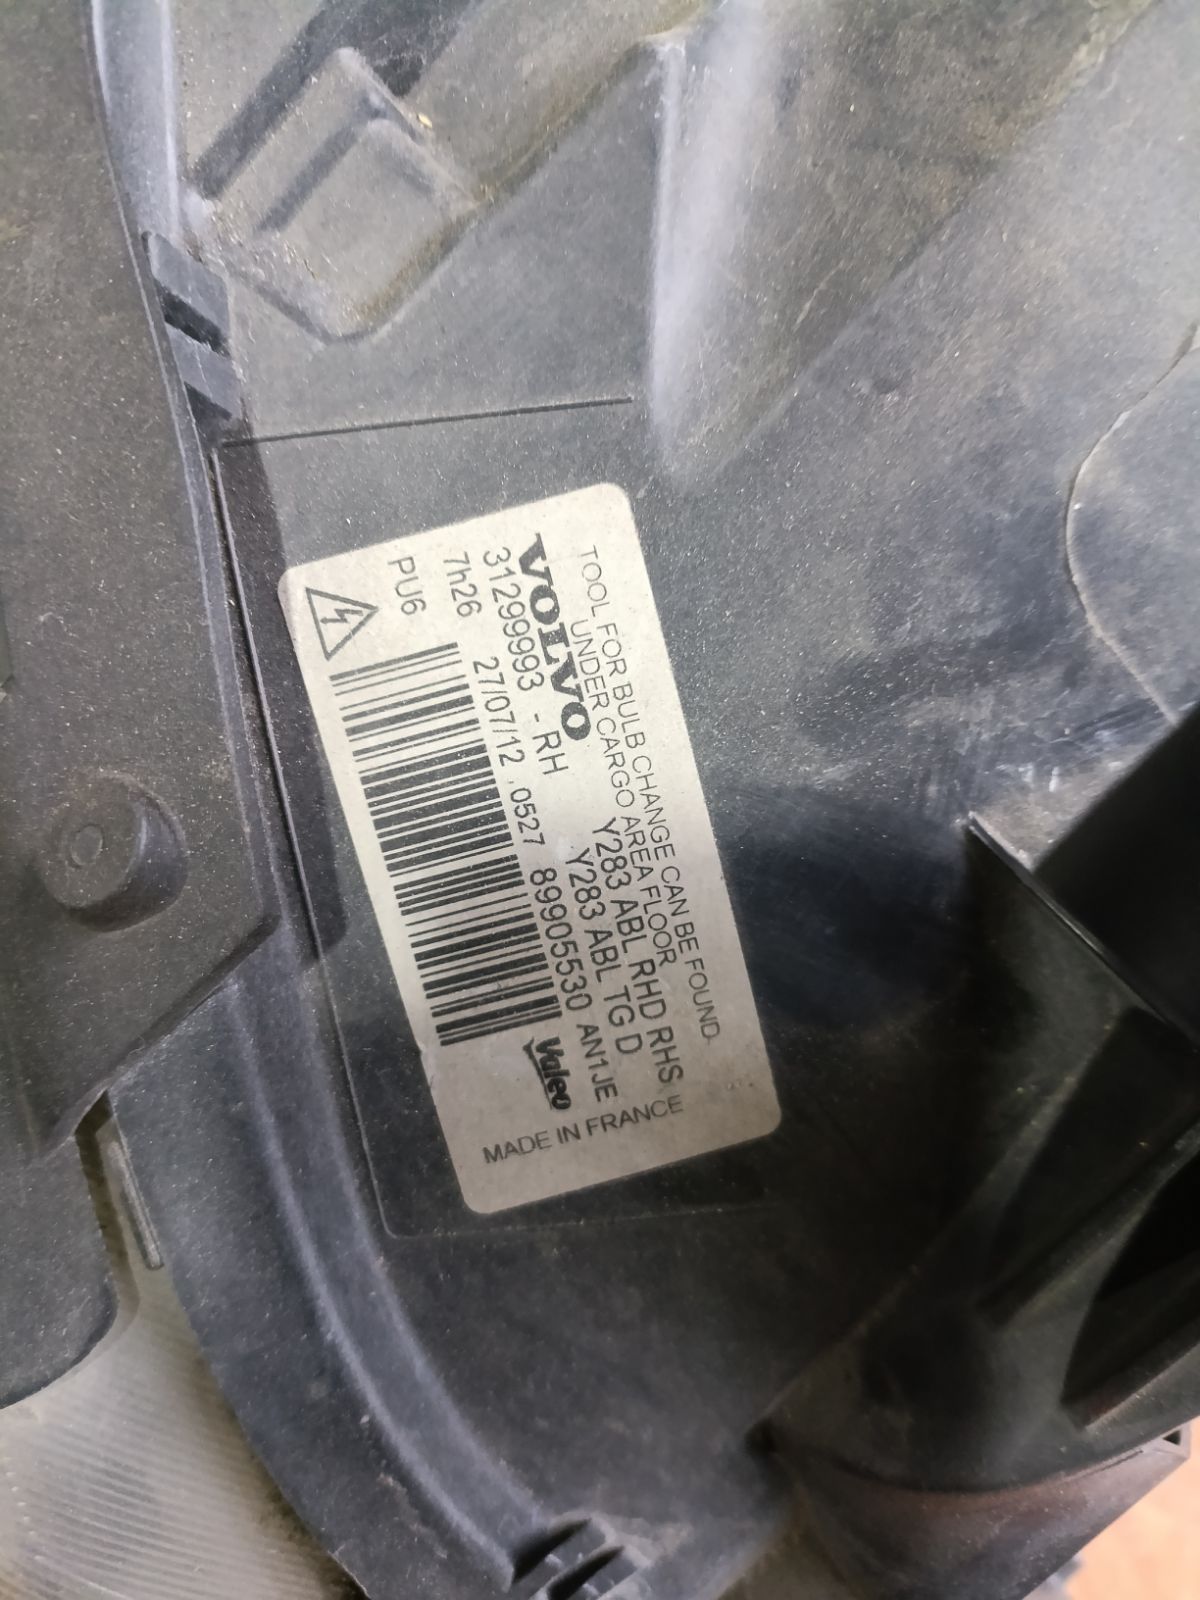 TOOL FOR BULB CHANGE CAN BE FOUND
UNDER CARGO AREA FLOOR
VOLVO
Y283 ABL RHD RHS
31299993 - RH
Y283 ABL TG D
7h26
27/07/12 0527 89905530 AN1JE
PU6
Valeo
MADE IN FRANCE